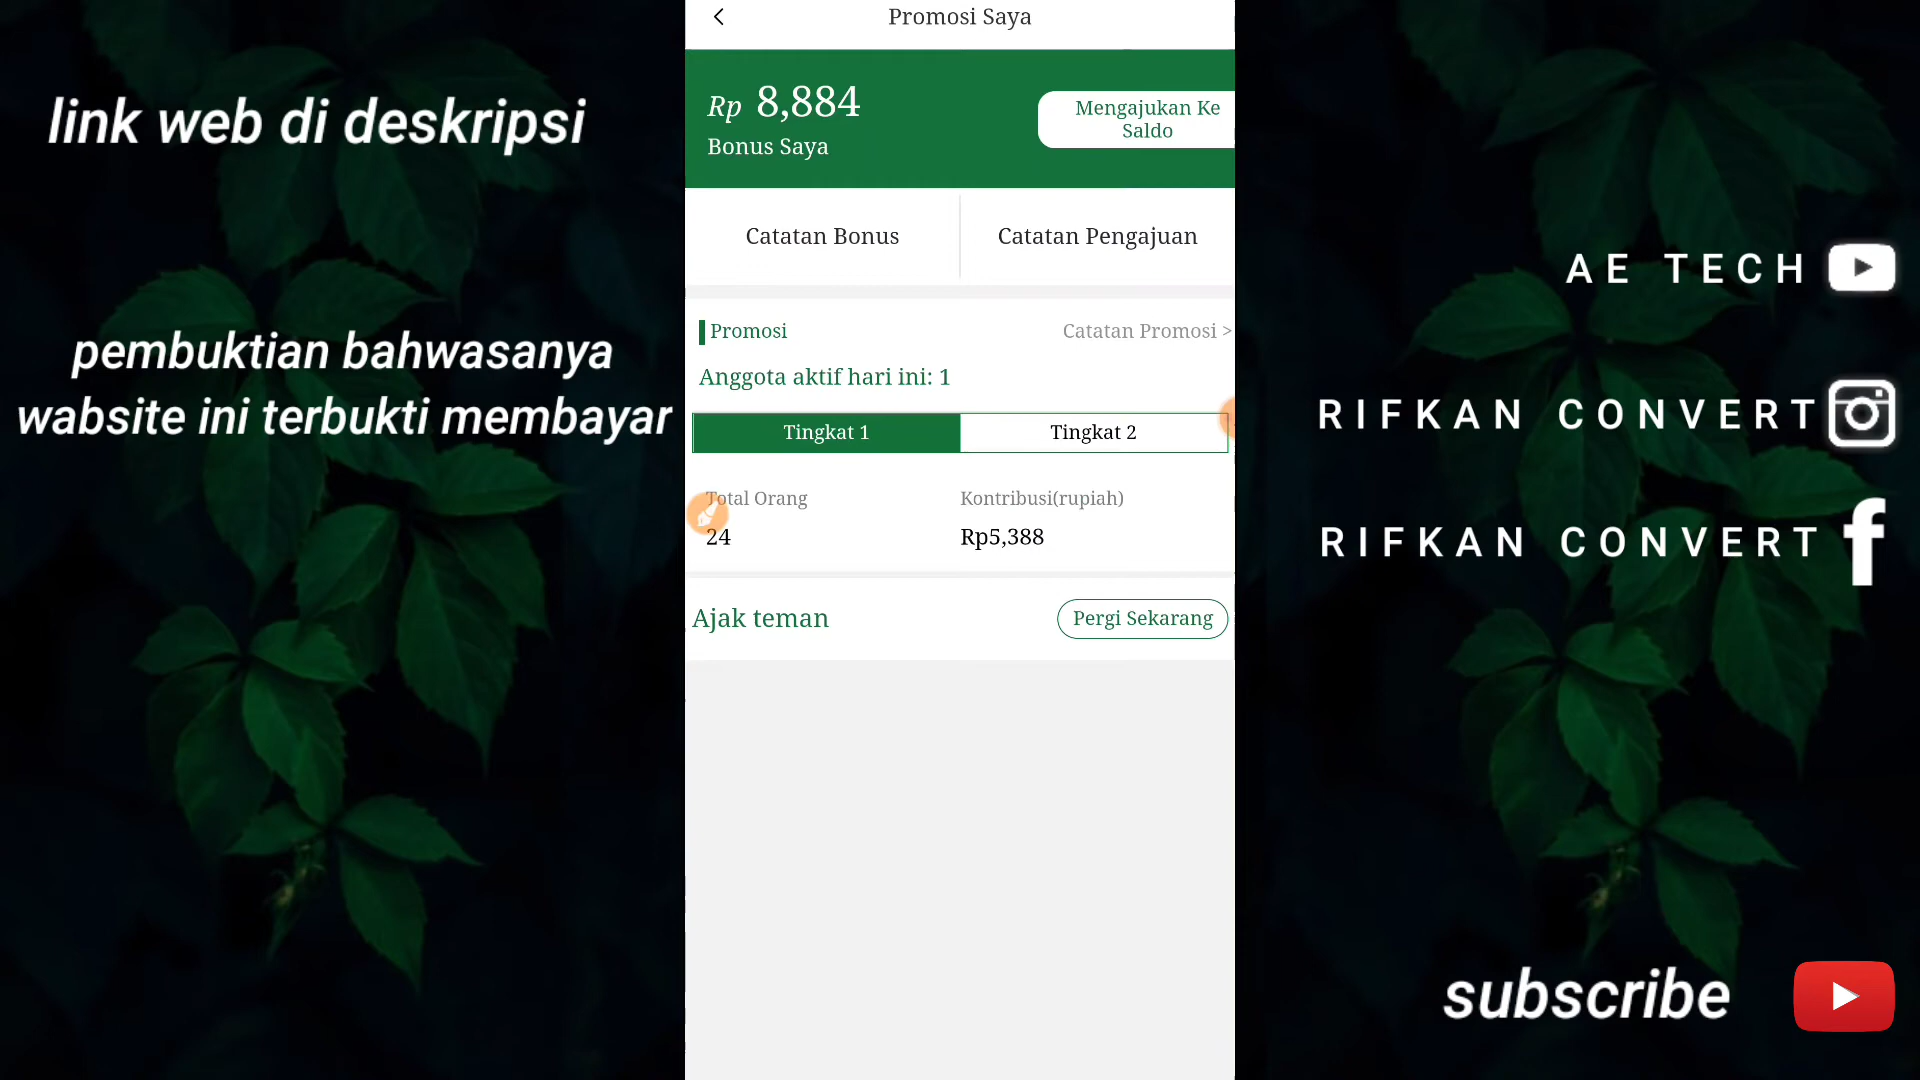 link web di deskripsi
pembuktian bahwasanya
wabsite ini terbukti membayar
Promosi Saya
Rp 8,884
Bonus Saya
Mengajukan Ke
Saldo
Catatan Bonus
Catatan Pengajuan
Promosi
Catatan Promosi >
Anggota aktif hari ini: 1
Tingkat 1
Tingkat 2
Total Orang
Kontribusi(rupiah)
24
Rp5,388
Ajak teman
Pergi Sekarang
AE TECH
RIFKAN CONVERT
RIFKAN CONVERT
subscribe